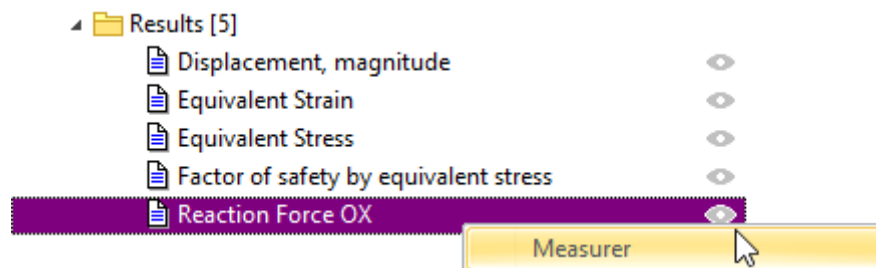 Results [5]
Displacement, magnitude
Equivalent Strain
Equivalent Stress
Factor of safety by equivalent stress
Reaction Force OX
Measurer